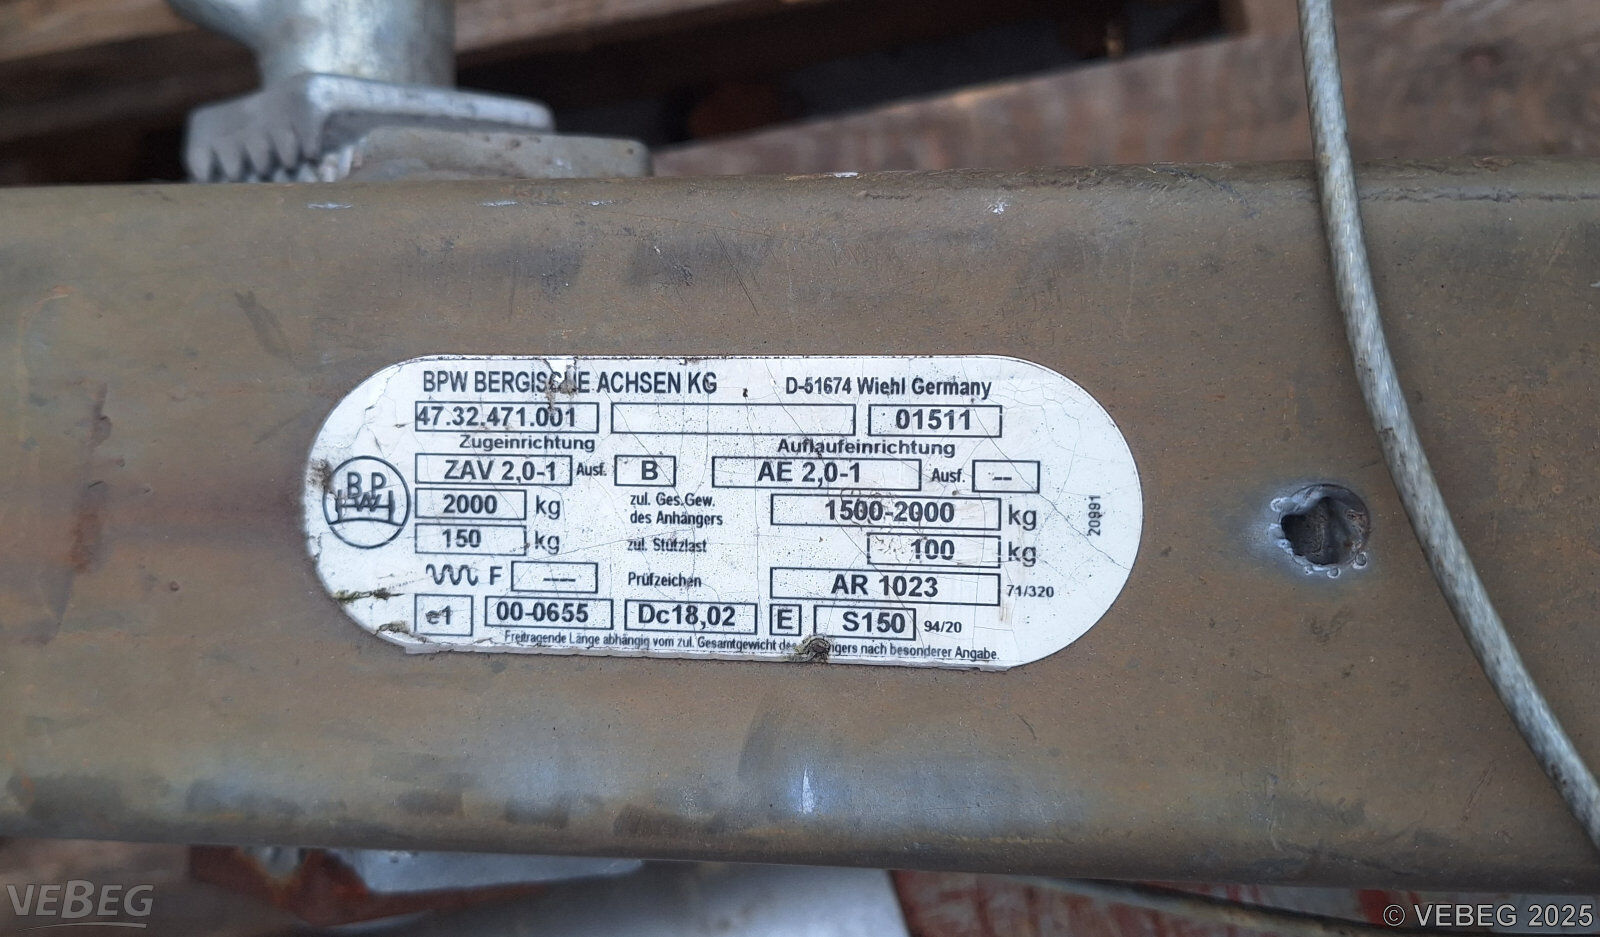 BPW BERGISCHE ACHSEN KG D-51674 Wiehl Germany
47.32.471.001 01511
Zugeinrichtung Auflaufeinrichtung
ZAV 2,0-1 Ausf. B AE 2,0-1 Ausf. --
2000 kg zul. Ges.Gew. des Anhängers 1500-2000 kg
150 kg zul. Stützlast 100 kg
F --- Prüfzeichen AR 1023 71/320
e1 00-0655 Dc18,02 E S150 94/20
Freitragende Länge abhängig vom zul. Gesamtgewicht des ngers nach besonderer Angabe
BPW
20991
VEBEG
© VEBEG 2025